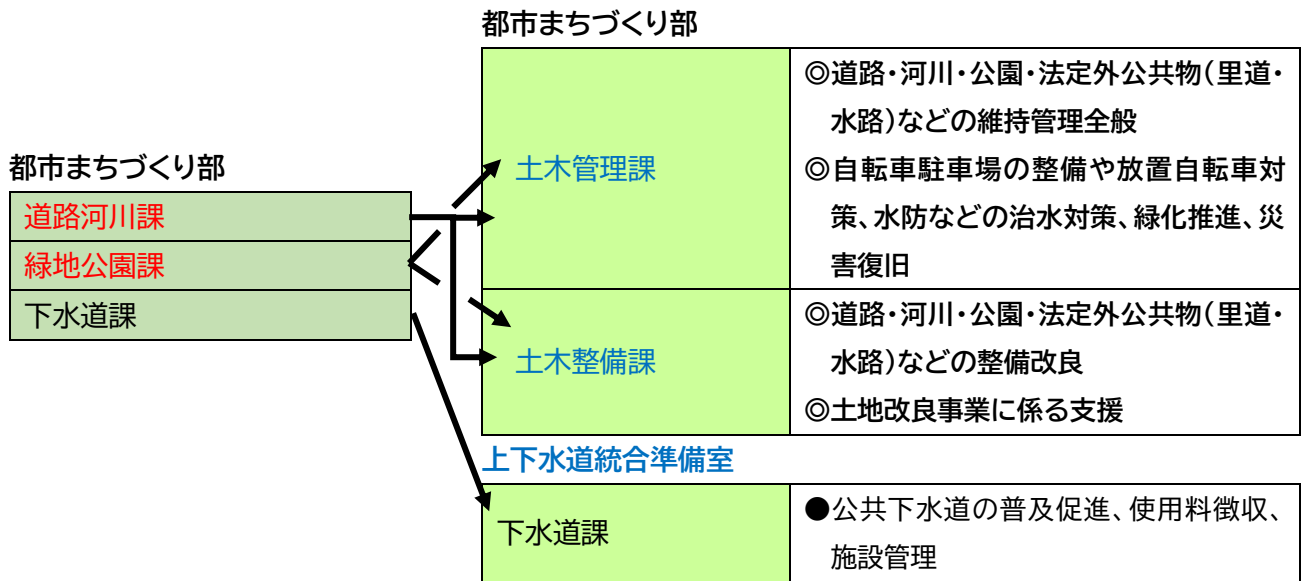 都市まちづくり部
道路河川課
緑地公園課
下水道課
都市まちづくり部
土木管理課
◎道路・河川・公園・法定外公共物(里道・
水路)などの維持管理全般
◎自転車駐車場の整備や放置自転車対
策、水防などの治水対策、緑化推進、災
害復旧
土木整備課
◎道路・河川・公園・法定外公共物(里道・
水路)などの整備改良
◎土地改良事業に係る支援
上下水道統合準備室
下水道課
●公共下水道の普及促進、使用料徴収、
施設管理